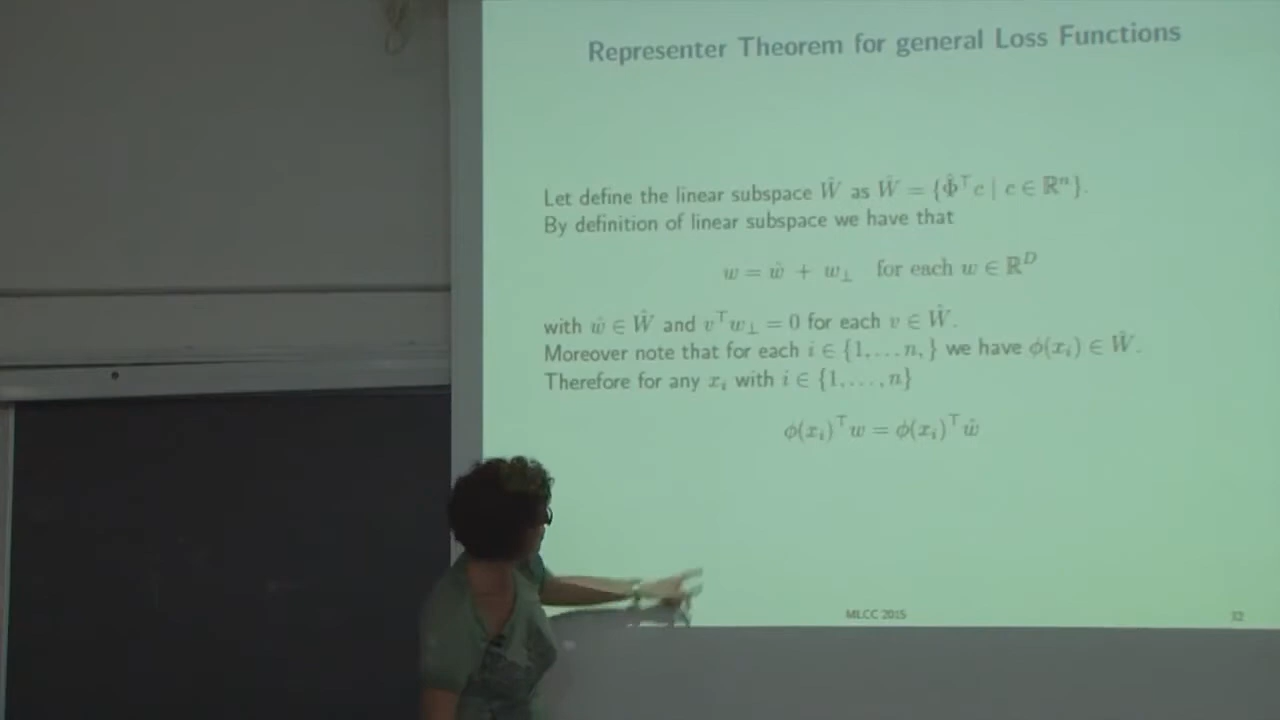 Representer Theorem for general Loss Functions
Let define the linear subspace Ŵ as Ŵ = {Φ̂ᵀc | c ∈ ℝⁿ}.
By definition of linear subspace we have that
w = ŵ + w⊥ for each w ∈ ℝᴰ
with ŵ ∈ Ŵ and vᵀw⊥ = 0 for each v ∈ Ŵ.
Moreover note that for each i ∈ {1, … n, } we have ϕ(xᵢ) ∈ Ŵ.
Therefore for any xᵢ with i ∈ {1, … , n}
ϕ(xᵢ)ᵀw = ϕ(xᵢ)ᵀŵ
MLCC 2015
32